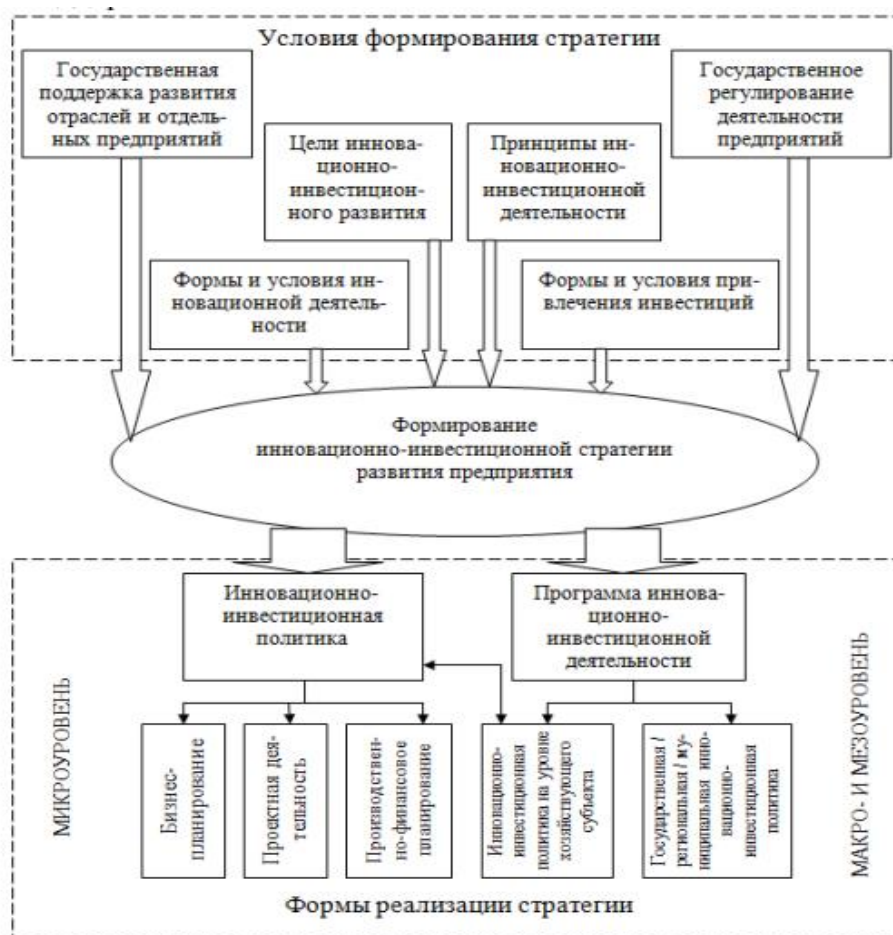 Условия формирования стратегии
Государственная
поддержка развития
отраслей и отдель-
ных предприятий
Государственное
регулирование
деятельности
предприятий
Цели иннова-
ционно-
инвестицион-
ного развития
Принципы ин-
новационно-
инвестиционной
деятельности
Формы и условия ин-
новационной деятель-
ности
Формы и условия при-
влечения инвестиций
Формирование
инновационно-инвестиционной стратегии
развития предприятия
Инновационно-
инвестиционная
политика
Программа иннова-
ционно-
инвестиционной
деятельности
МИКРОУРОВЕНЬ
Бизнес-
планирование
Проектная дея-
тельность
Производствен-
но-финансовое
планирование
Инновационно-
инвестиционная
политика на уровне
хозяйствующего
субъекта
Государственная /
региональная / му-
ниципальная инно-
вационно-
инвестиционная
политика
МАКРО- И МЕЗОУРОВЕНЬ
Формы реализации стратегии